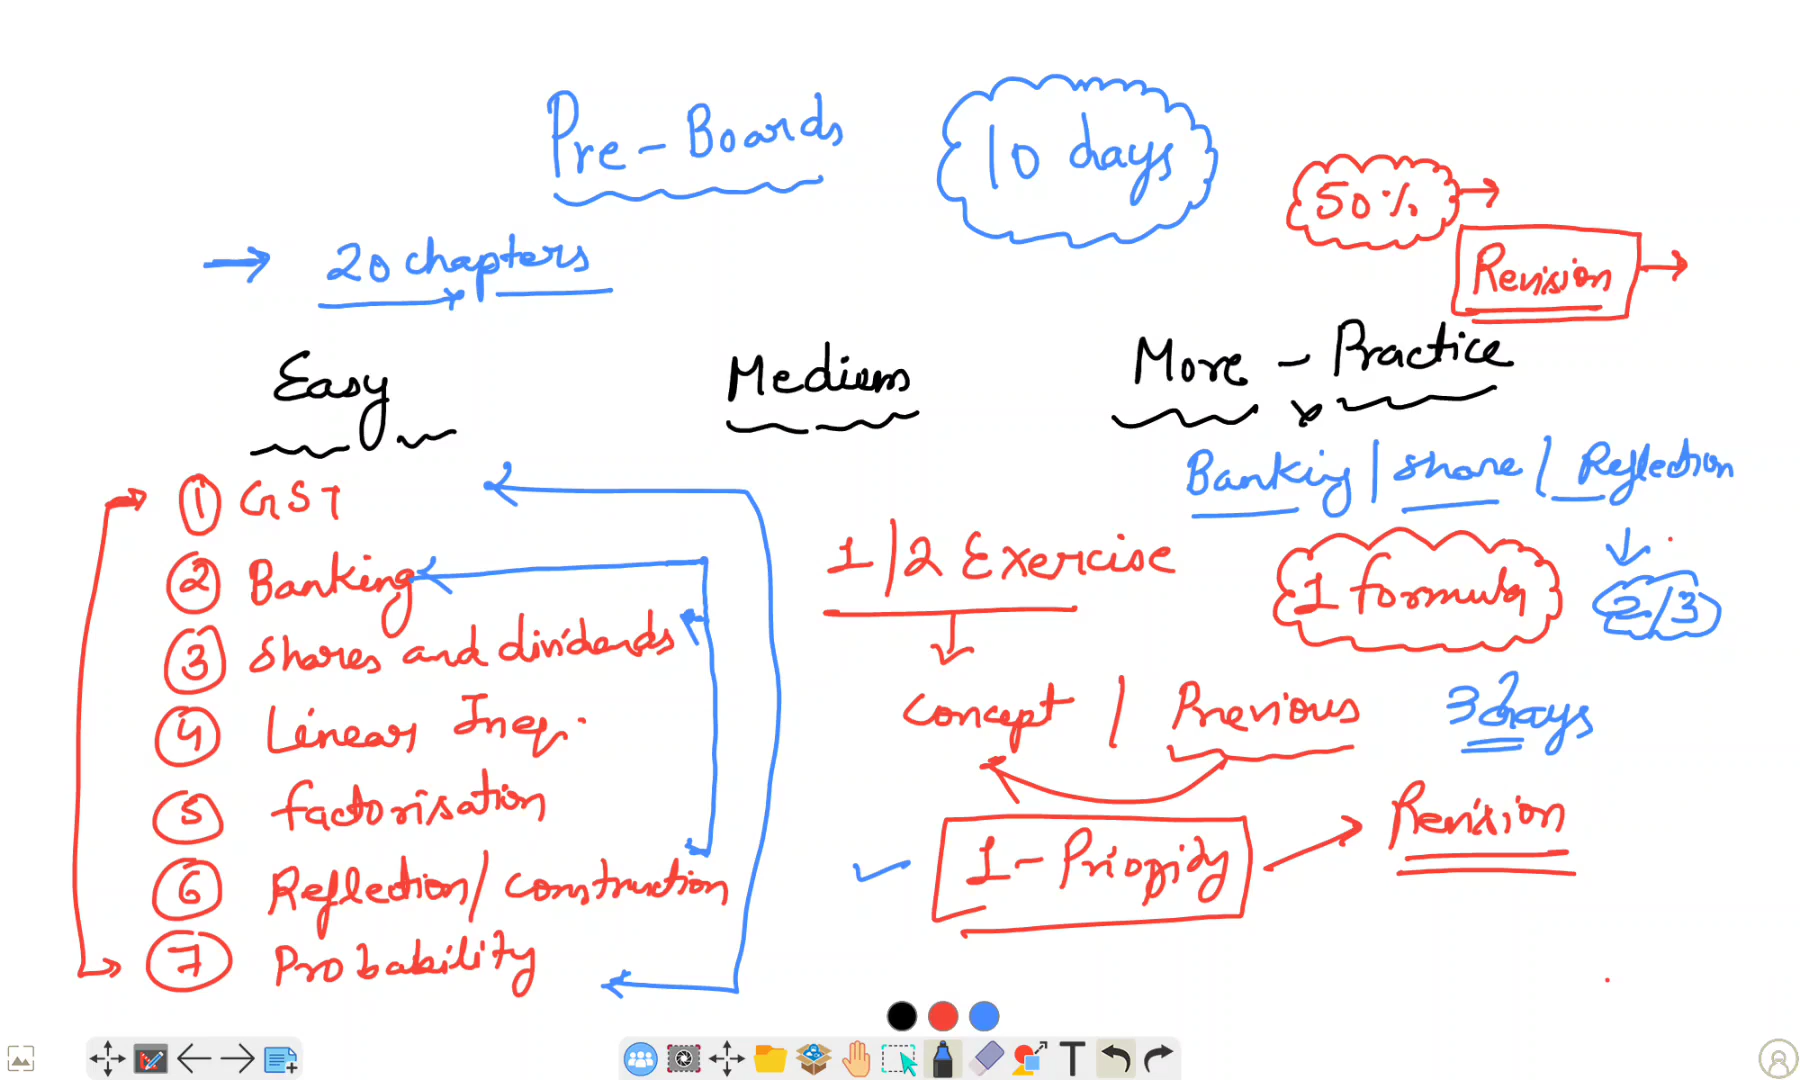 Pre-Boards
10 days
50%
Revision
20 chapters
Easy
Medium
More - Practice
Banking / Share / Reflection
① GST
② Banking
③ Shares and dividends
④ Linear Ineq.
⑤ factorisation
⑥ Reflection / construction
⑦ Probability
1/2 Exercise
1 formula
2/3
concept / Previous
3 days
1 - Priority
Revision
T